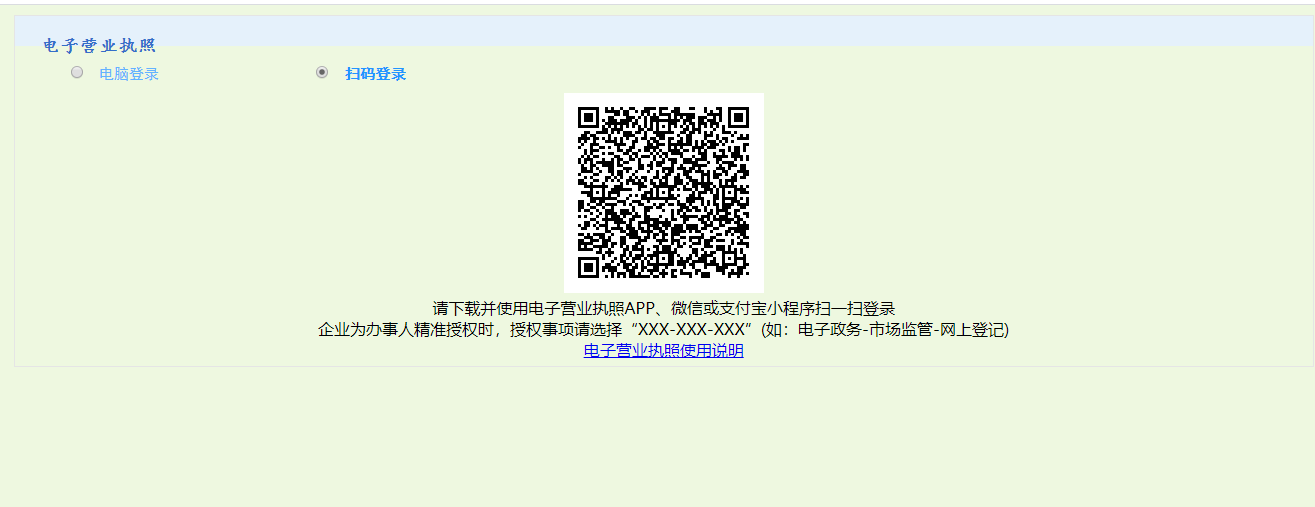 电子营业执照
电脑登录 扫码登录
请下载并使用电子营业执照APP、微信或支付宝小程序扫一扫登录
企业为办事人精准授权时，授权事项请选择“XXX-XXX-XXX”(如：电子政务-市场监管-网上登记)
电子营业执照使用说明